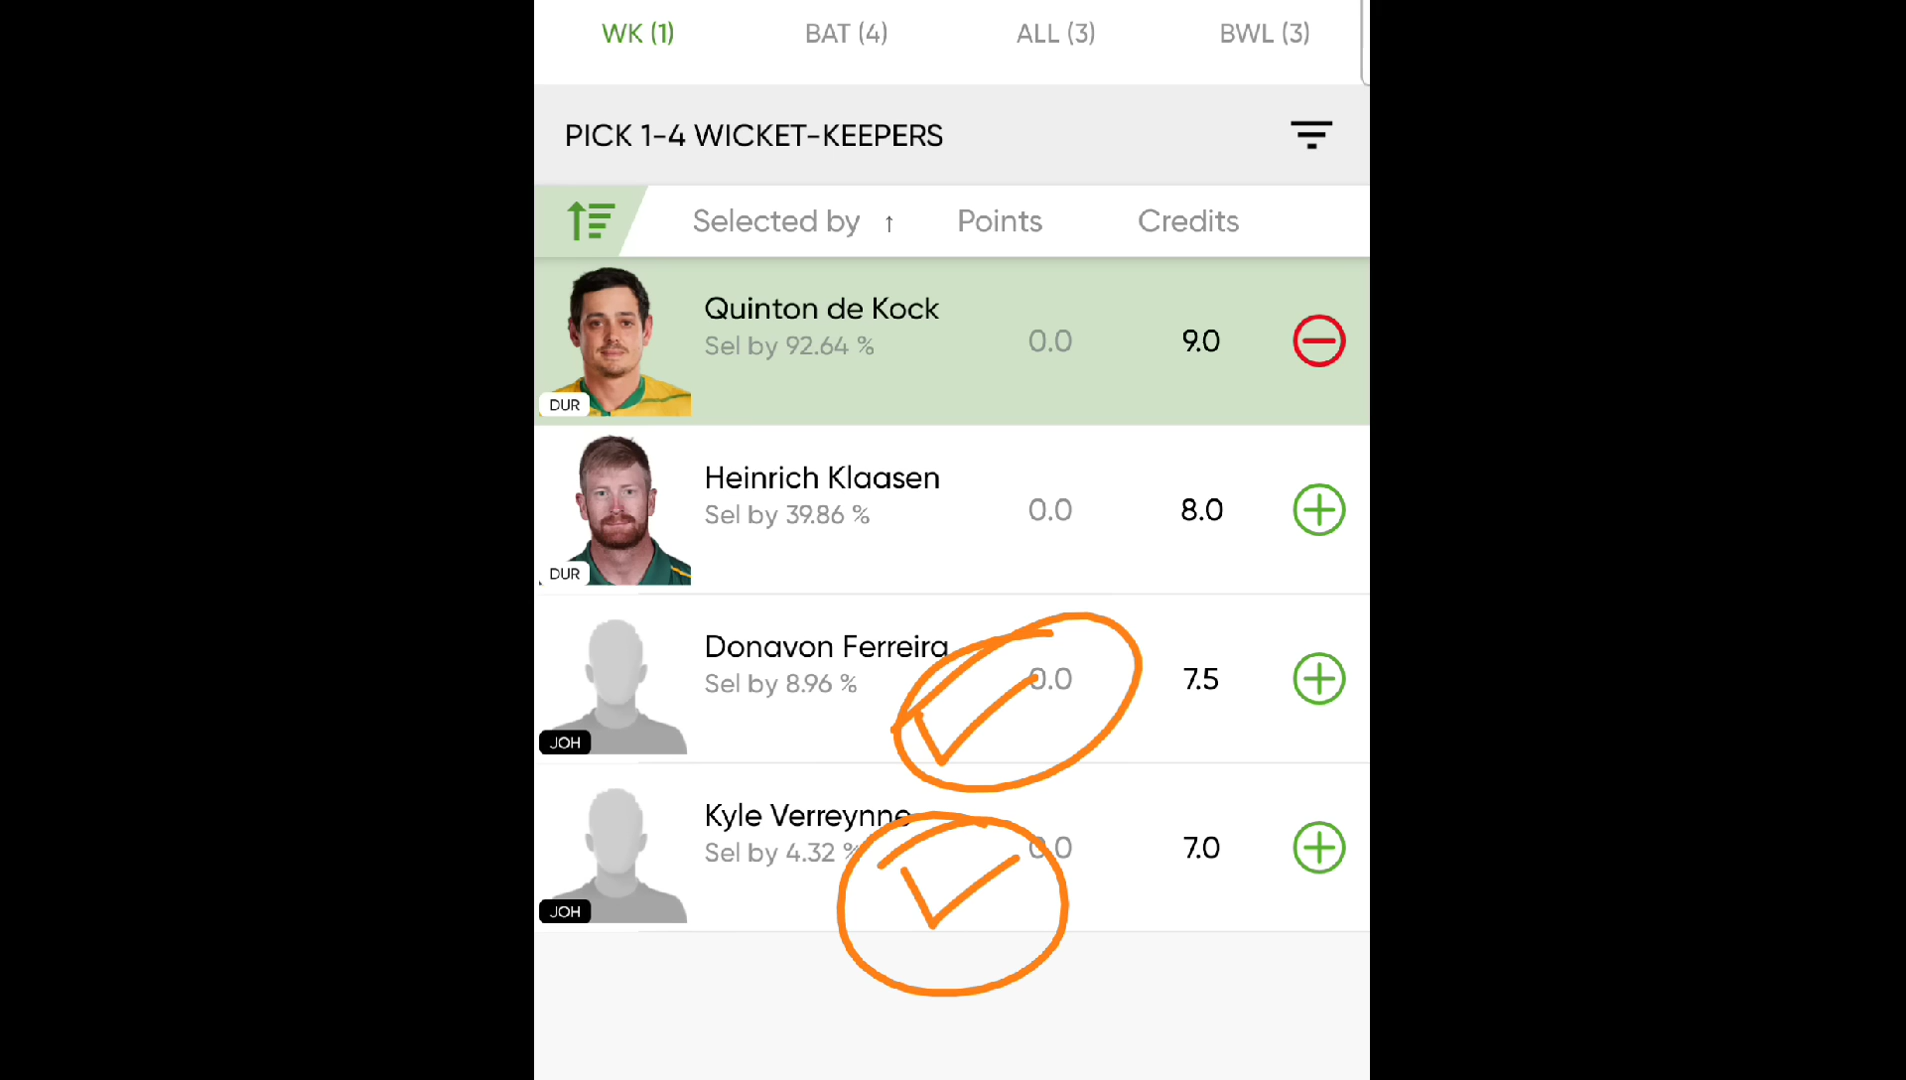 WK (1) BAT (4) ALL (3) BWL (3)
PICK 1-4 WICKET-KEEPERS
Selected by ↑ Points Credits
Quinton de Kock
Sel by 92.64 % 0.0 9.0
DUR
Heinrich Klaasen
Sel by 39.86 % 0.0 8.0
DUR
Donavon Ferreira
Sel by 8.96 % 0.0 7.5
JOH
Kyle Verreynne
Sel by 4.32 % 0.0 7.0
JOH